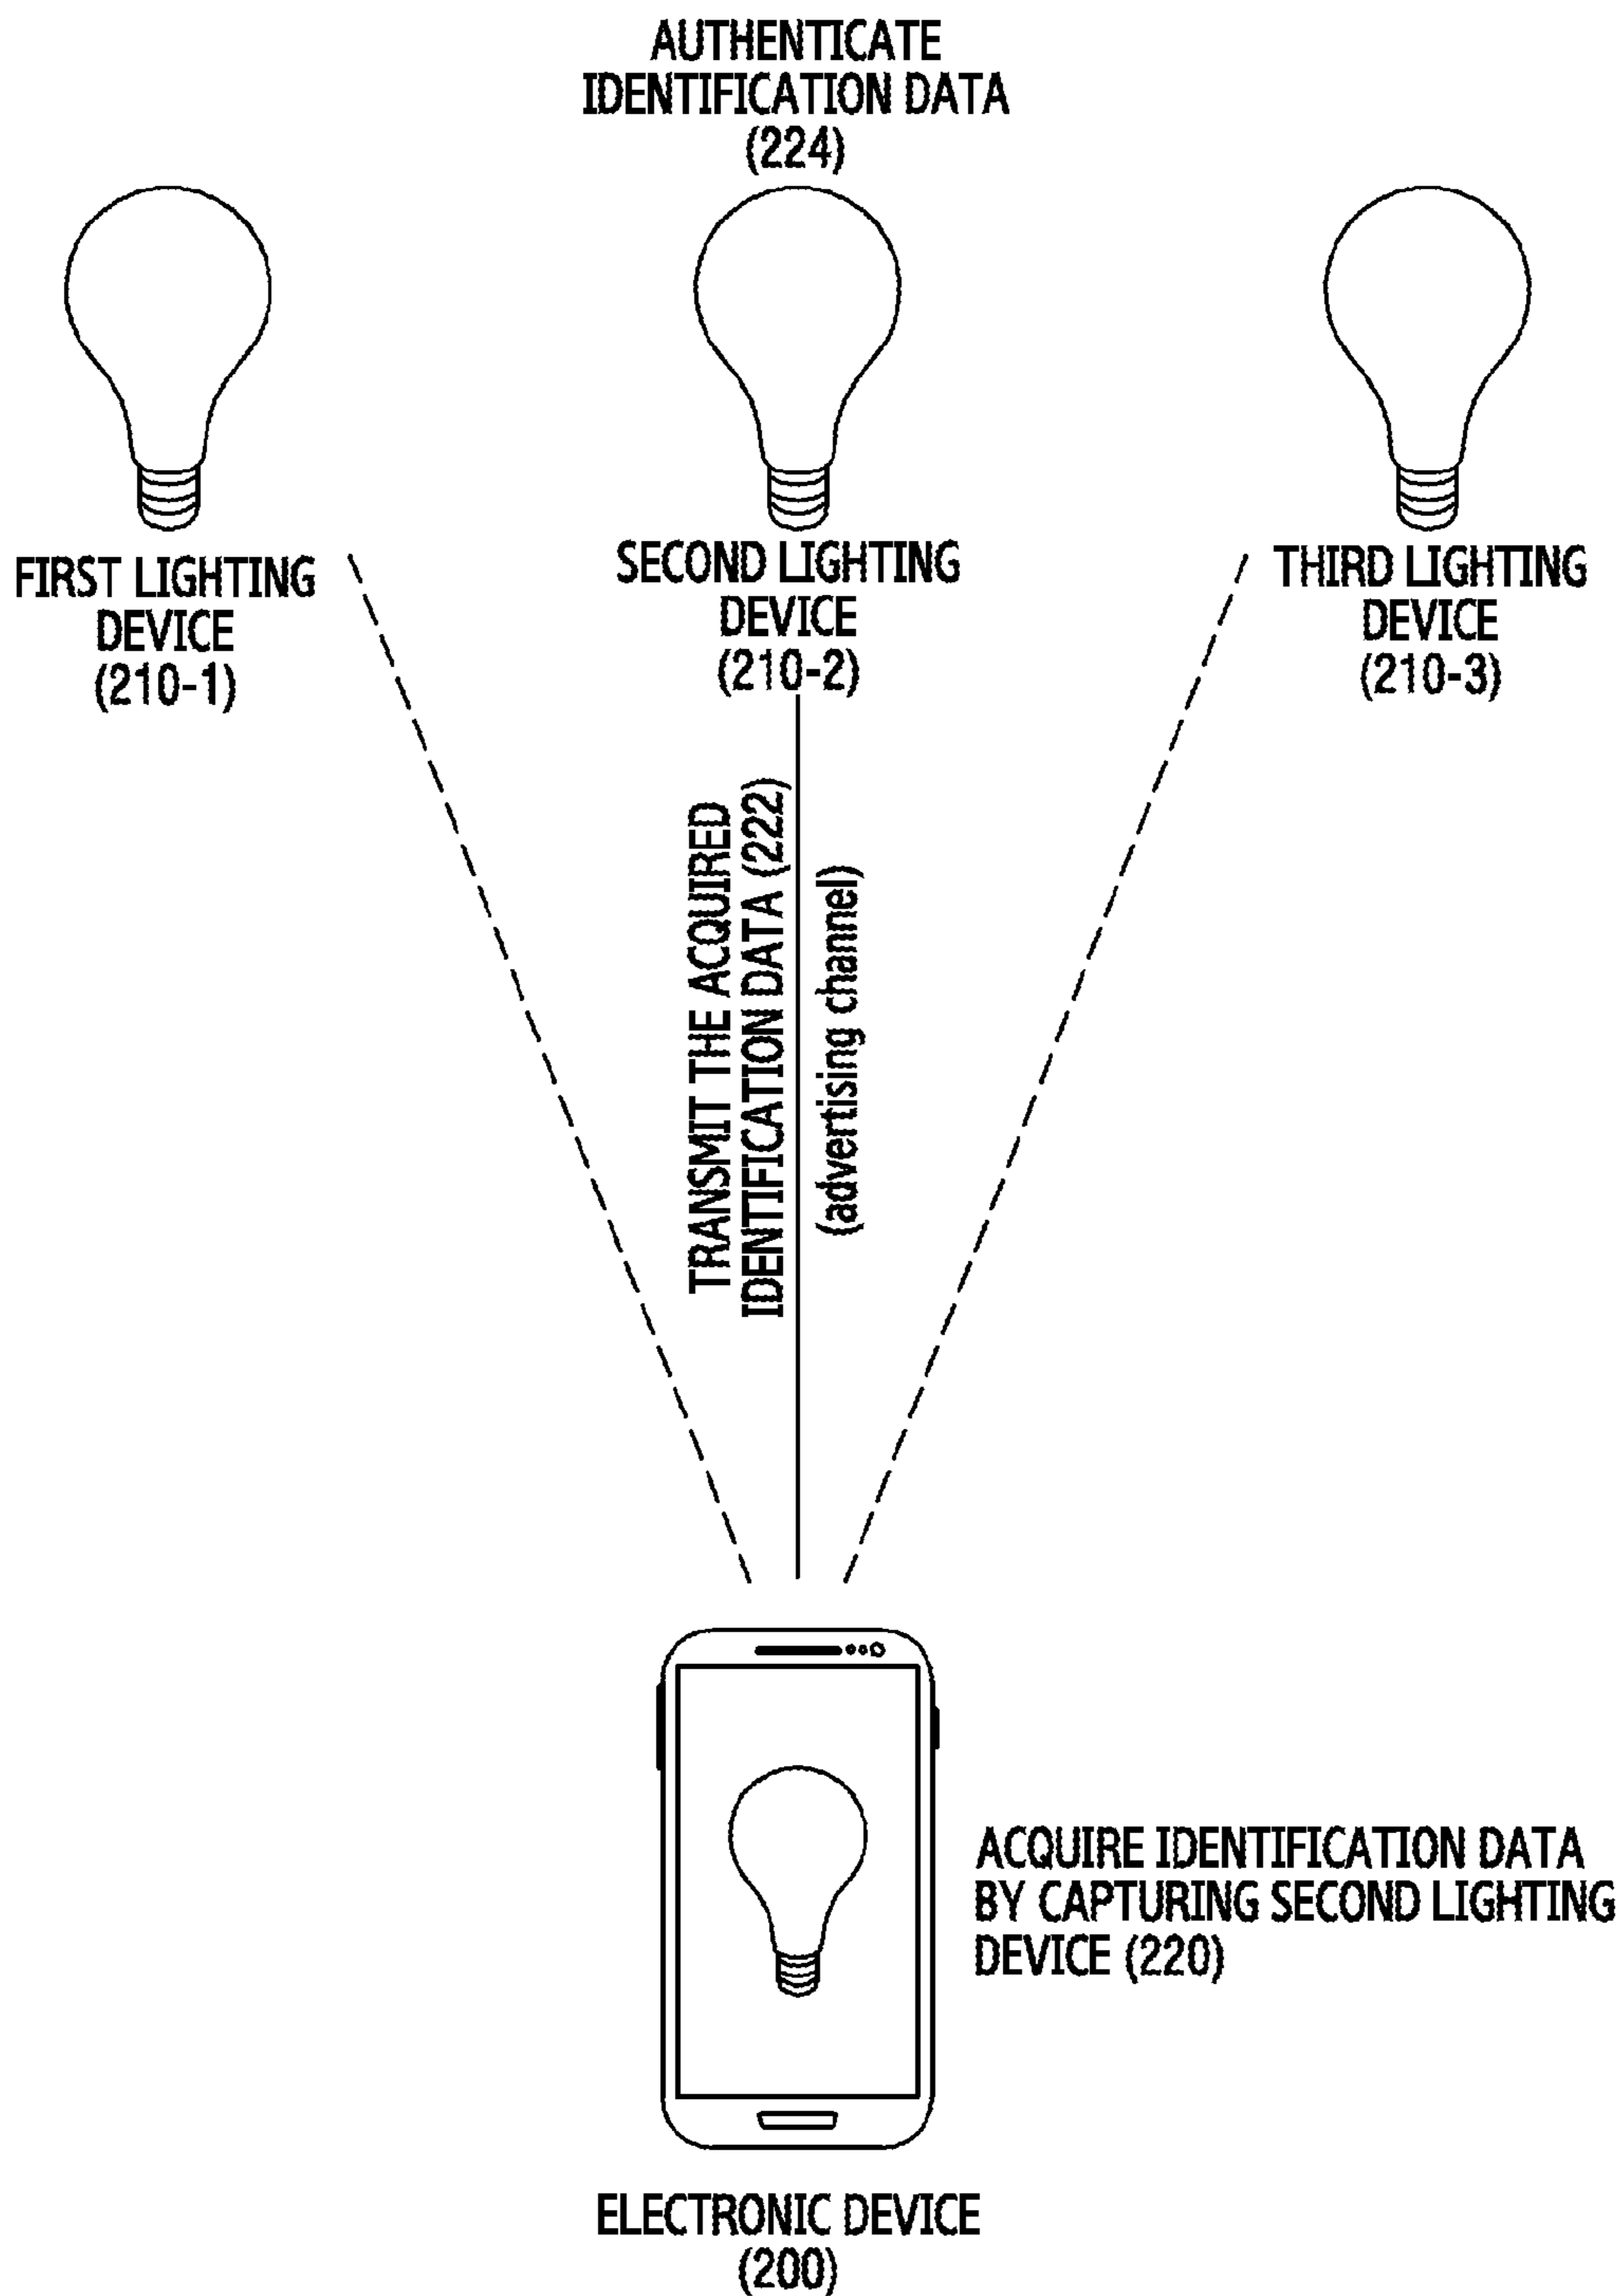 AUTHENTICATE
IDENTIFICATION DATA
(224)
FIRST LIGHTING
DEVICE
(210-1)
SECOND LIGHTING
DEVICE
(210-2)
THIRD LIGHTING
DEVICE
(210-3)
TRANSMIT THE ACQUIRED
IDENTIFICATION DATA (222)
(advertising channel)
ACQUIRE IDENTIFICATION DATA
BY CAPTURING SECOND LIGHTING
DEVICE (220)
ELECTRONIC DEVICE
(200)